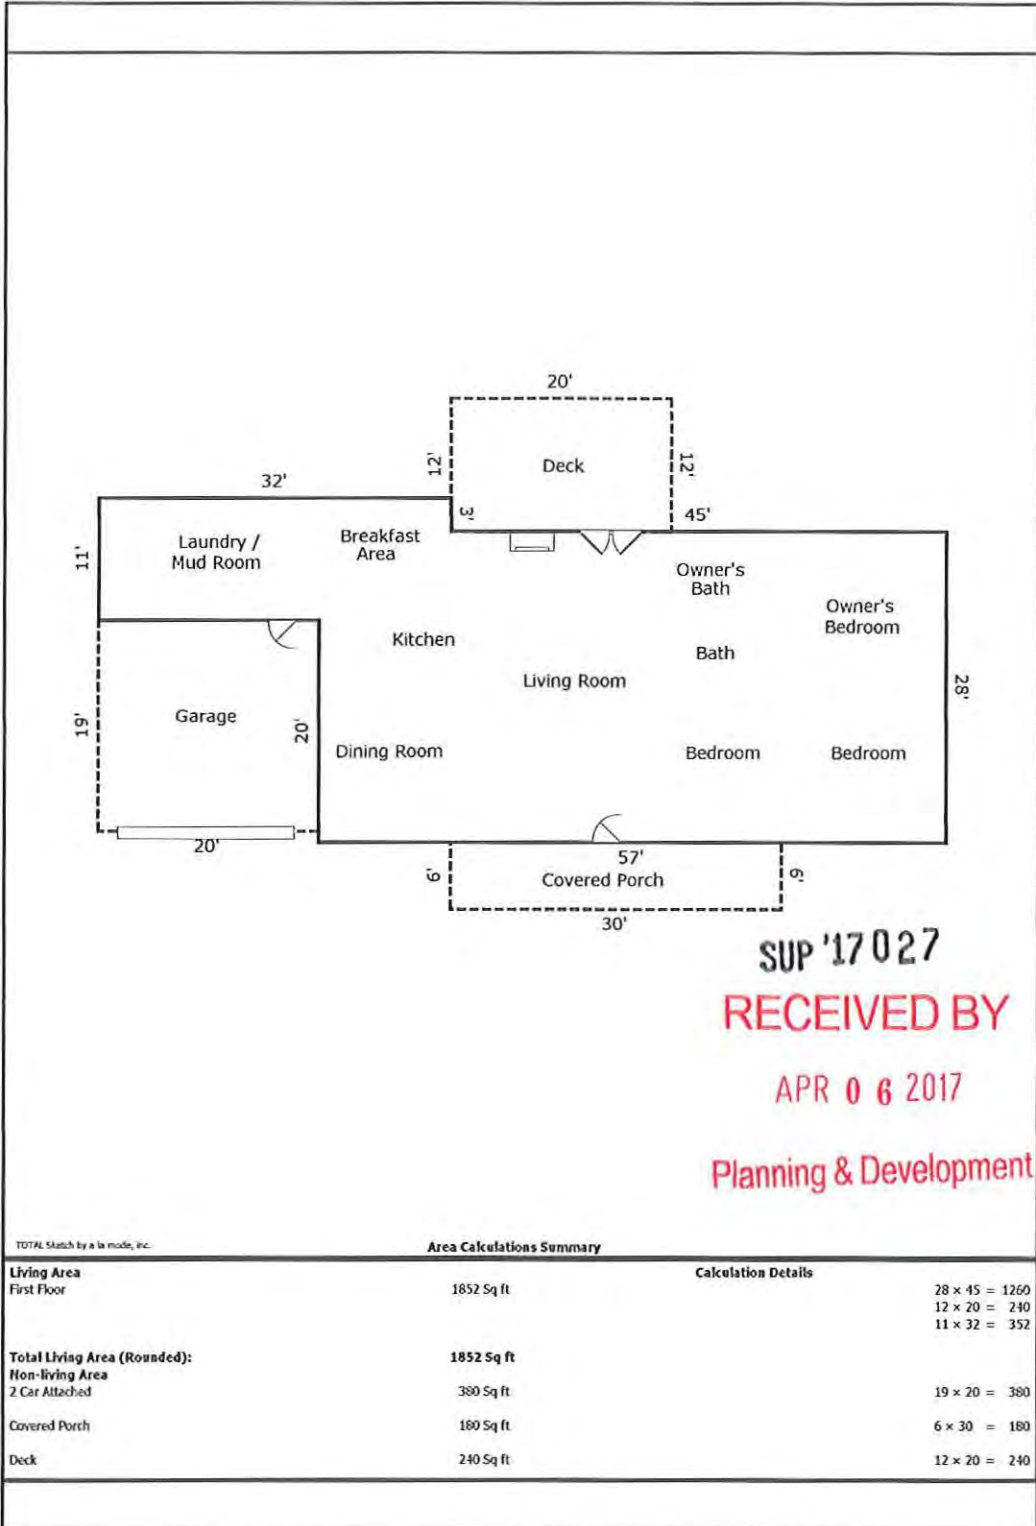 20'
12'
Deck
12'
32'
3'
45'
11'
Laundry /
Mud Room
Breakfast
Area
Owner's
Bath
Owner's
Bedroom
Kitchen
Bath
Living Room
28'
19'
Garage
20'
Dining Room
Bedroom
Bedroom
20'
57'
6'
Covered Porch
6'
30'
SUP '17 027
RECEIVED BY
APR 06 2017
Planning & Development
TOTAL Sketch by a la mode, inc.
Area Calculations Summary
Living Area
Calculation Details
First Floor 1852 Sq ft 28 × 45 = 1260
12 × 20 = 240
11 × 32 = 352
Total Living Area (Rounded): 1852 Sq ft
Non-living Area
2 Car Attached 380 Sq ft 19 × 20 = 380
Covered Porch 180 Sq ft 6 × 30 = 180
Deck 240 Sq ft 12 × 20 = 240